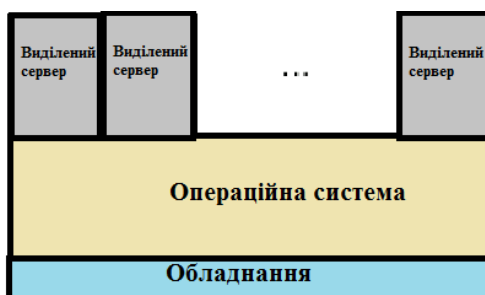 Виділений
сервер
Виділений
сервер
...
Виділений
сервер
Операційна система
Обладнання